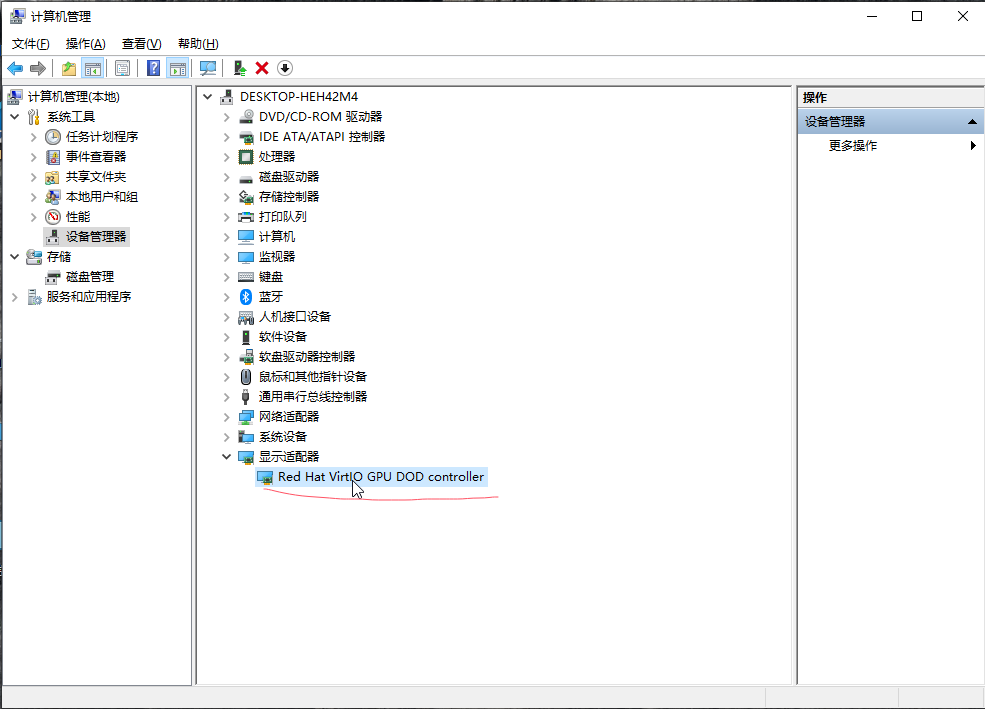 计算机管理
文件(F) 操作(A) 查看(V) 帮助(H)
计算机管理(本地)
系统工具
任务计划程序
事件查看器
共享文件夹
本地用户和组
性能
设备管理器
存储
磁盘管理
服务和应用程序
DESKTOP-HEH42M4
DVD/CD-ROM 驱动器
IDE ATA/ATAPI 控制器
处理器
磁盘驱动器
存储控制器
打印队列
计算机
监视器
键盘
蓝牙
人机接口设备
软件设备
软盘驱动器控制器
鼠标和其他指针设备
通用串行总线控制器
网络适配器
系统设备
显示适配器
Red Hat VirtIO GPU DOD controller
操作
设备管理器
更多操作